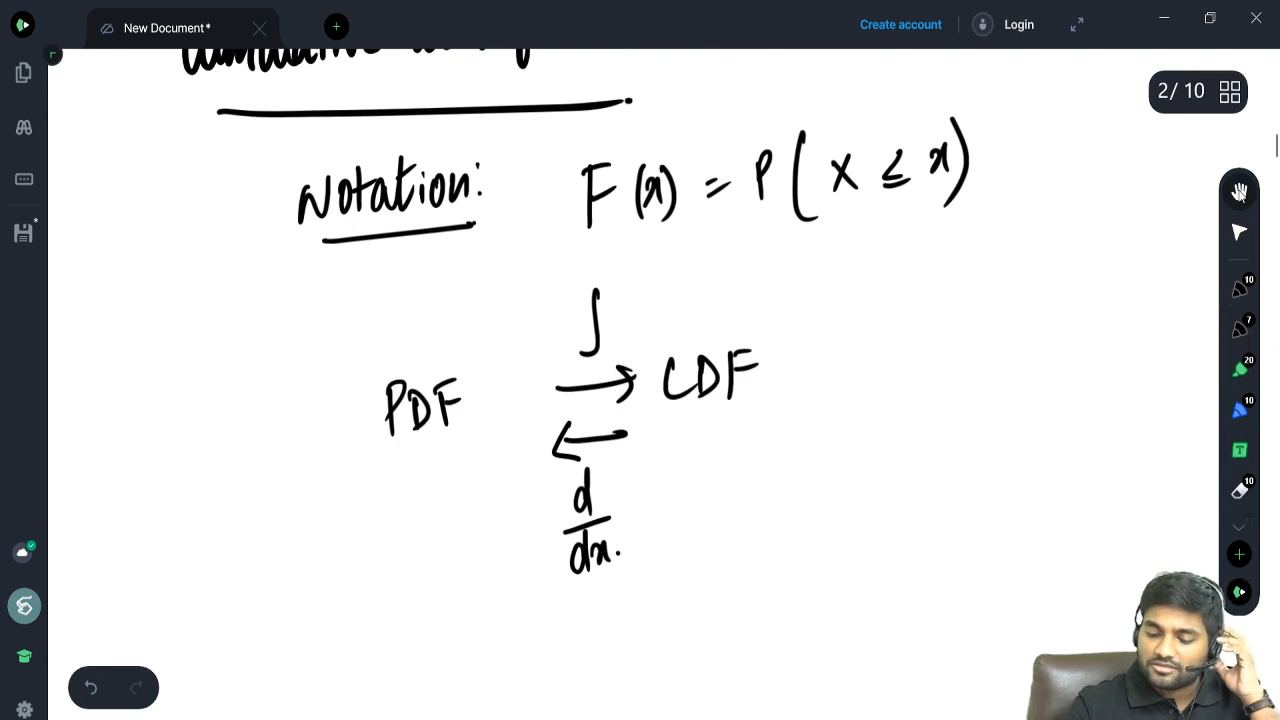 New Document*
Create account
Login
2/ 10
Notation:
F(x) = P( X ≤ x)
∫
PDF → CDF
←
d
dx.
10
7
20
10
T
10